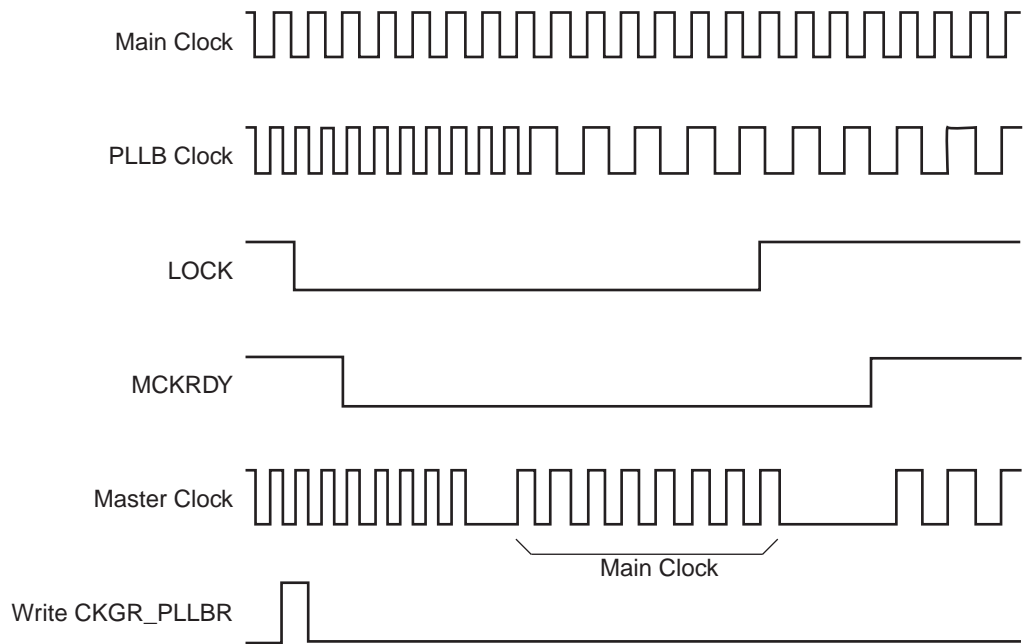 Main Clock
PLLB Clock
LOCK
MCKRDY
Master Clock
Main Clock
Write CKGR_PLLBR